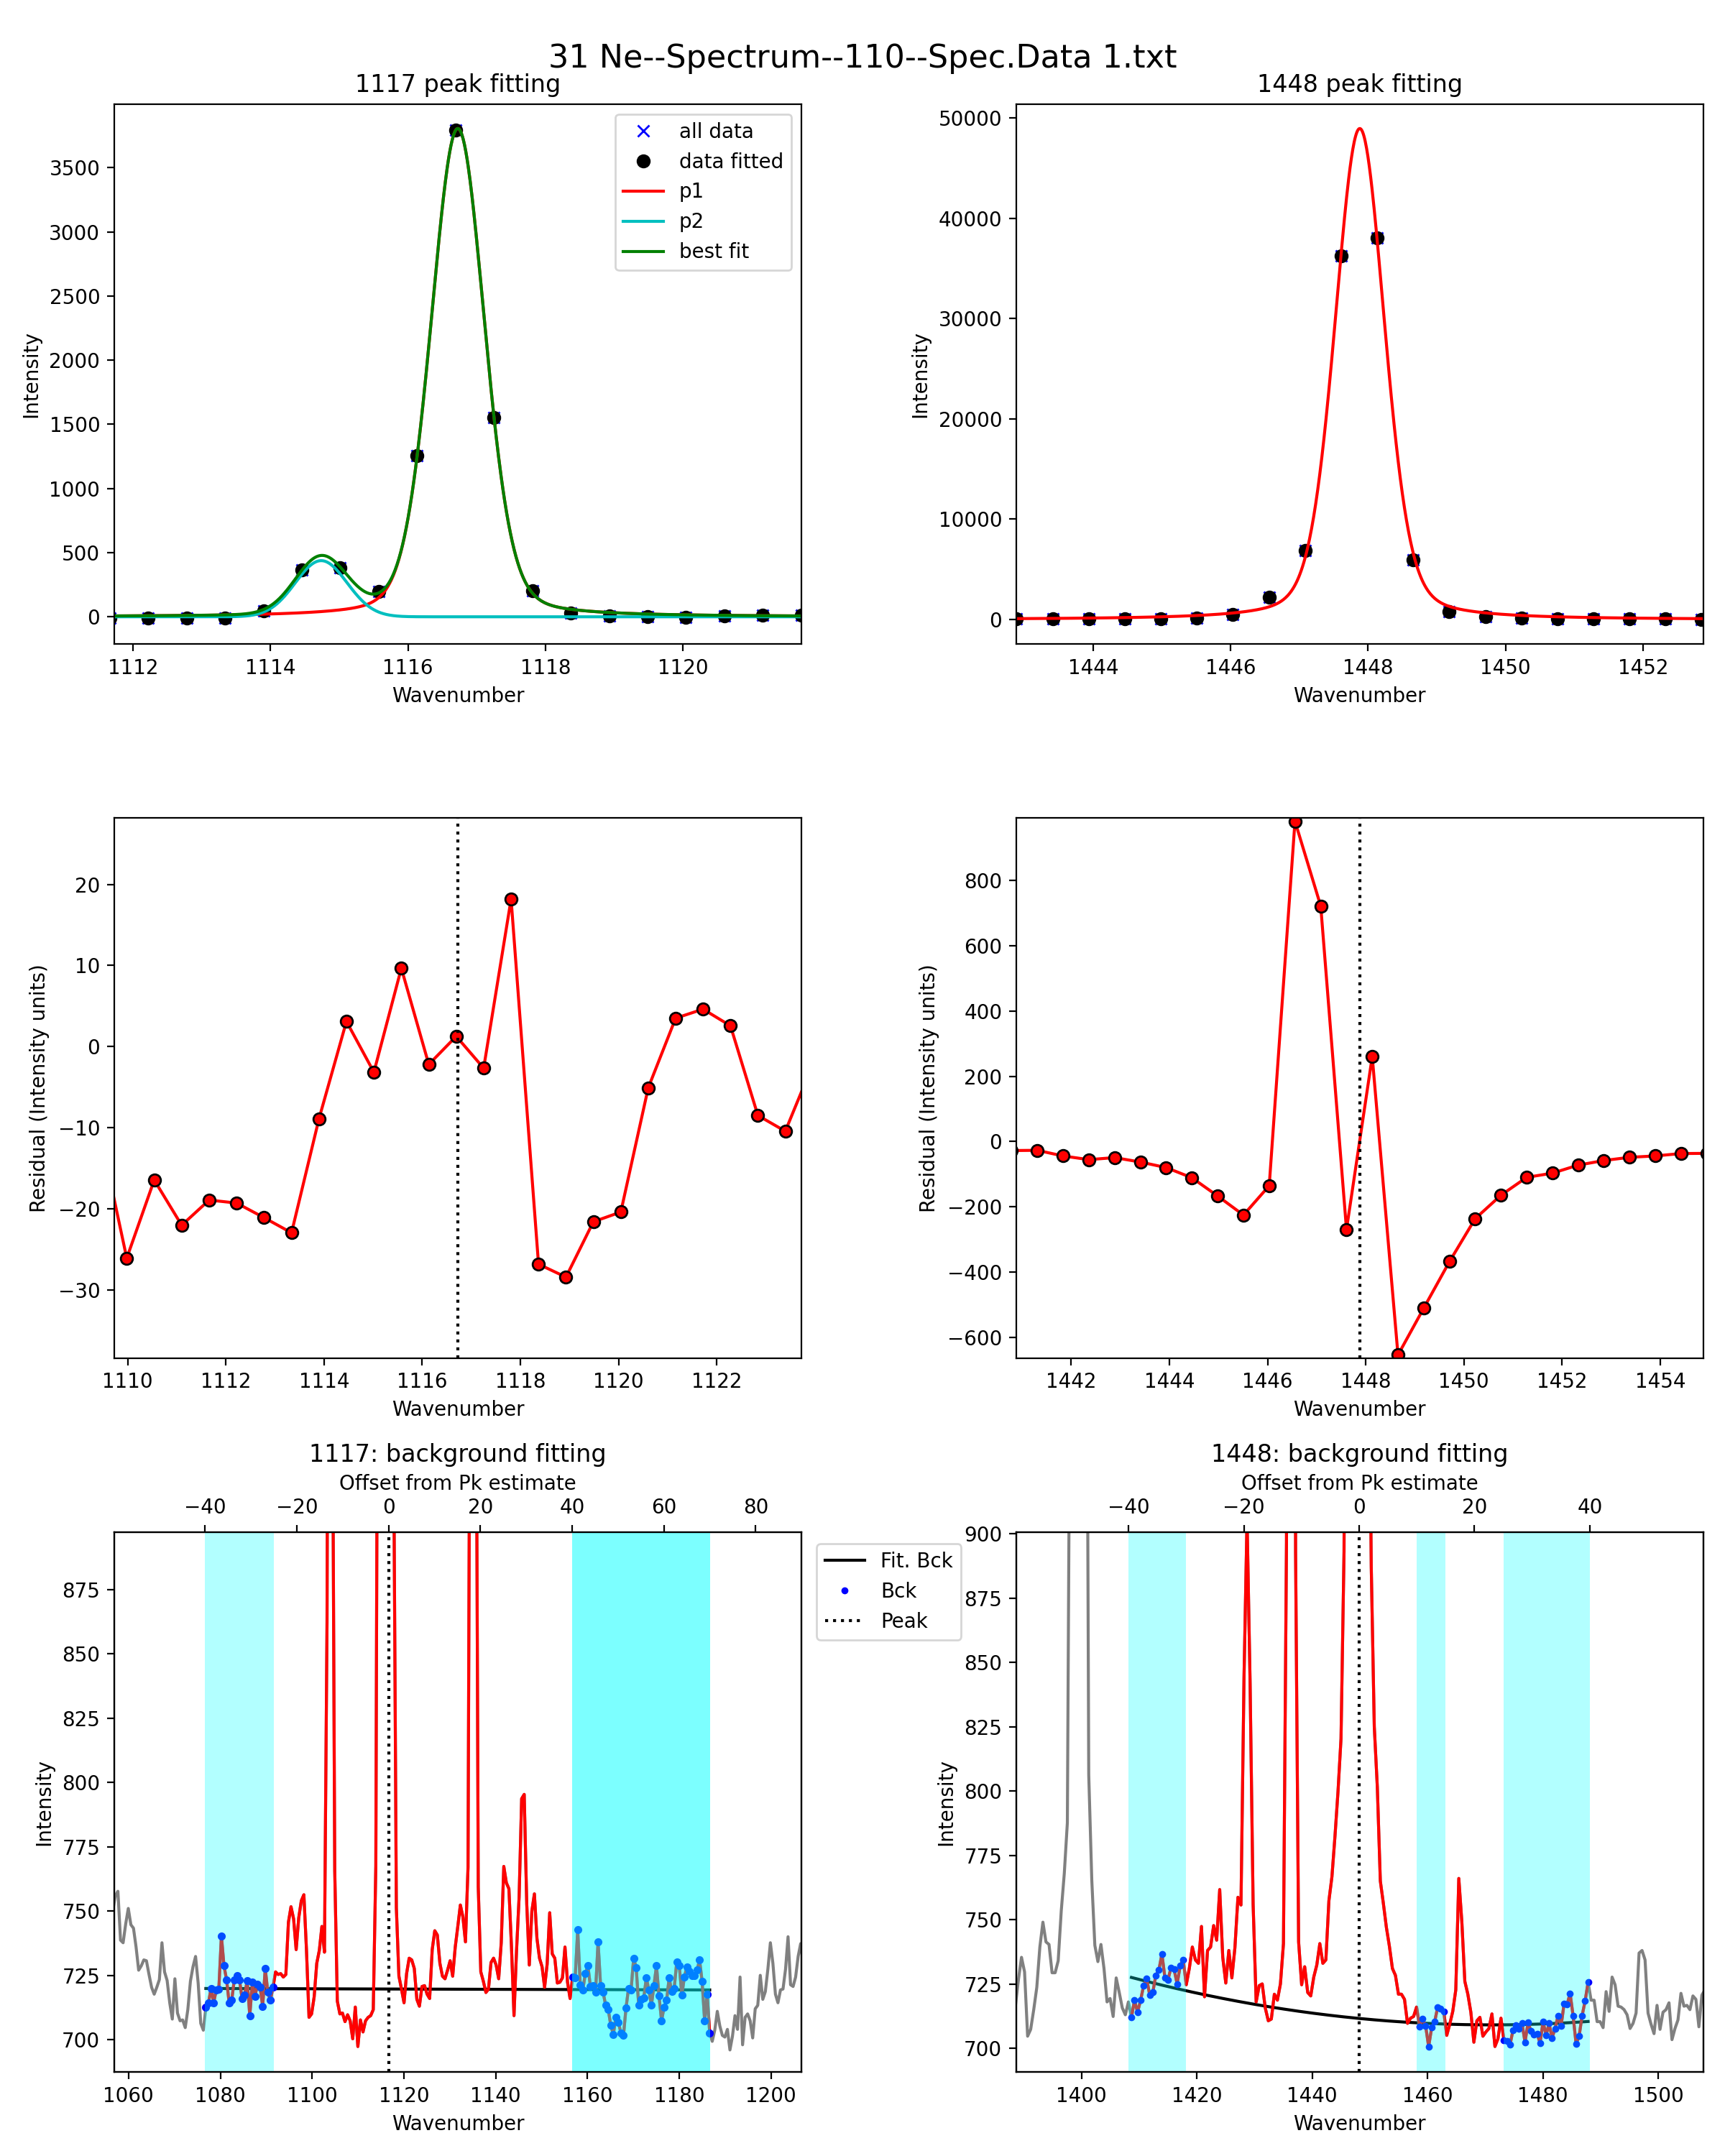 31 Ne--Spectrum--110--Spec.Data 1.txt
1117 peak fitting
3500
3000
2500
2000
1500
1000
500
0
Intensity
1112 1114 1116 1118 1120
Wavenumber
all data
data fitted
p1
p2
best fit
1448 peak fitting
50000
40000
30000
20000
10000
0
Intensity
1444 1446 1448 1450 1452
Wavenumber
20
10
0
−10
−20
−30
Residual (Intensity units)
1110 1112 1114 1116 1118 1120 1122
Wavenumber
800
600
400
200
0
−200
−400
−600
Residual (Intensity units)
1442 1444 1446 1448 1450 1452 1454
Wavenumber
1117: background fitting
Offset from Pk estimate
−40 −20 0 20 40 60 80
875
850
825
800
775
750
725
700
Intensity
1060 1080 1100 1120 1140 1160 1180 1200
Wavenumber
Fit. Bck
Bck
Peak
1448: background fitting
Offset from Pk estimate
−40 −20 0 20 40
900
875
850
825
800
775
750
725
700
Intensity
1400 1420 1440 1460 1480 1500
Wavenumber